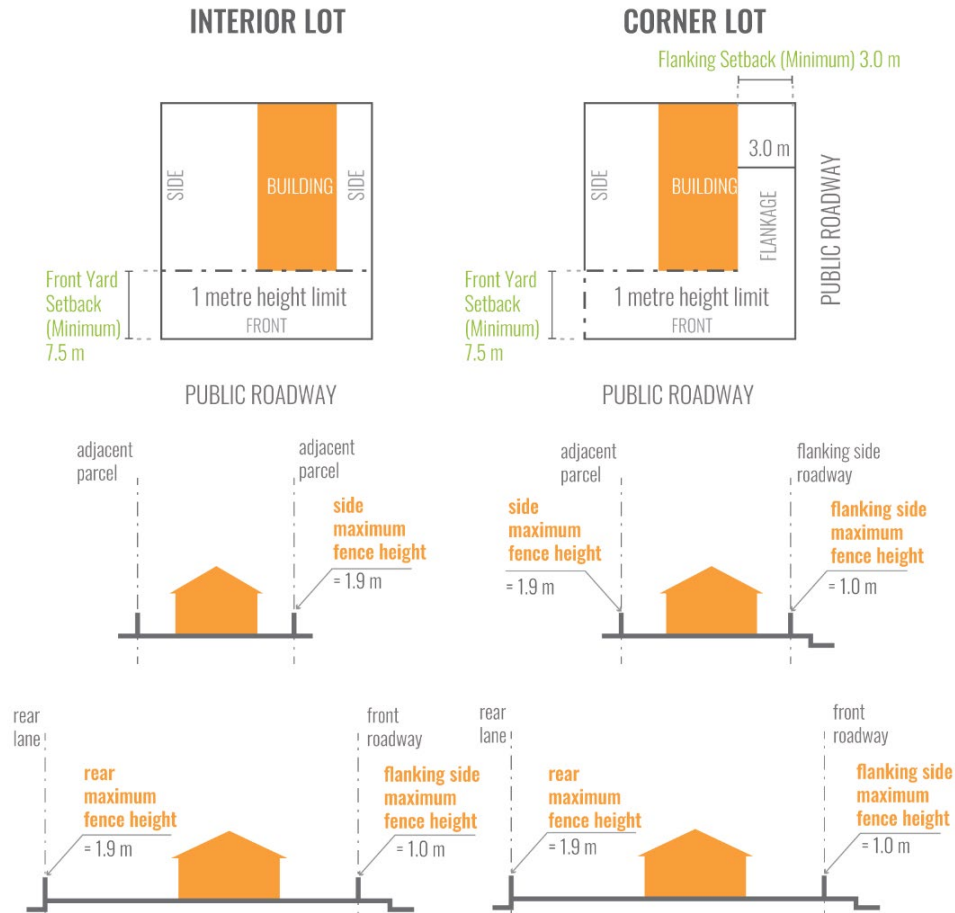 INTERIOR LOT
SIDE
BUILDING
SIDE
Front Yard
Setback
(Minimum)
7.5 m
1 metre height limit
FRONT
PUBLIC ROADWAY
CORNER LOT
Flanking Setback (Minimum) 3.0 m
SIDE
BUILDING
3.0 m
FLANKAGE
PUBLIC ROADWAY
Front Yard
Setback
(Minimum)
7.5 m
1 metre height limit
FRONT
PUBLIC ROADWAY
adjacent
parcel
adjacent
parcel
side
maximum
fence height
= 1.9 m
adjacent
parcel
side
maximum
fence height
= 1.9 m
flanking side
roadway
flanking side
maximum
fence height
= 1.0 m
rear
lane
rear
maximum
fence height
= 1.9 m
front
roadway
flanking side
maximum
fence height
= 1.0 m
rear
lane
rear
maximum
fence height
= 1.9 m
front
roadway
flanking side
maximum
fence height
= 1.0 m